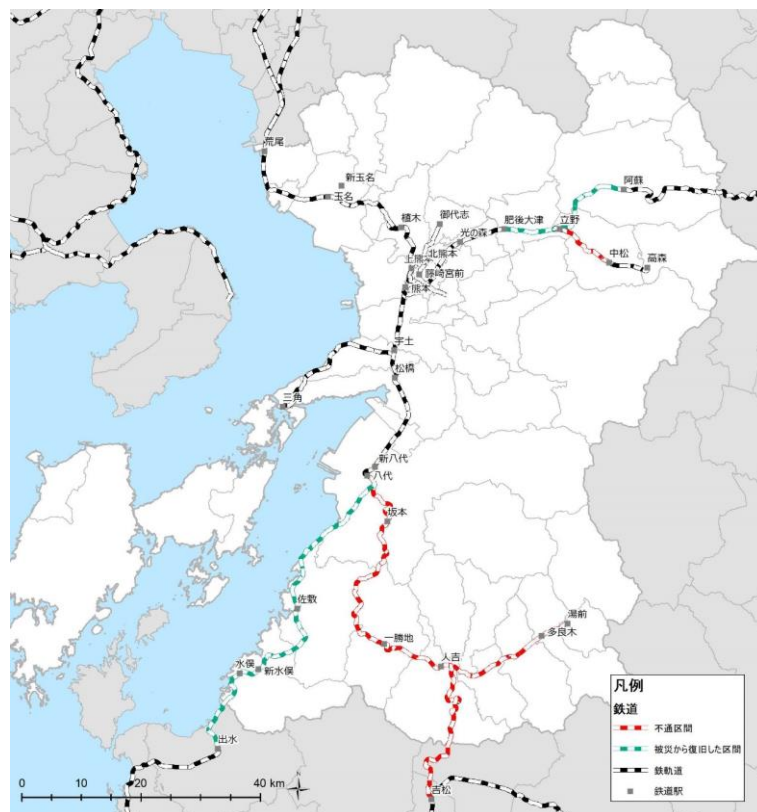 荒尾
新玉名
玉名
植木
御代志
肥後大津
立野
阿蘇
光の森
北熊本
上熊本
藤崎宮前
熊本
中松
高森
宇土
松橋
三角
新八代
八代
坂本
佐敷
湯前
多良木
一勝地
人吉
水俣
新水俣
出水
吉松
凡例
鉄道
不通区間
被災から復旧した区間
鉄軌道
鉄道駅
0 10 20 40 km